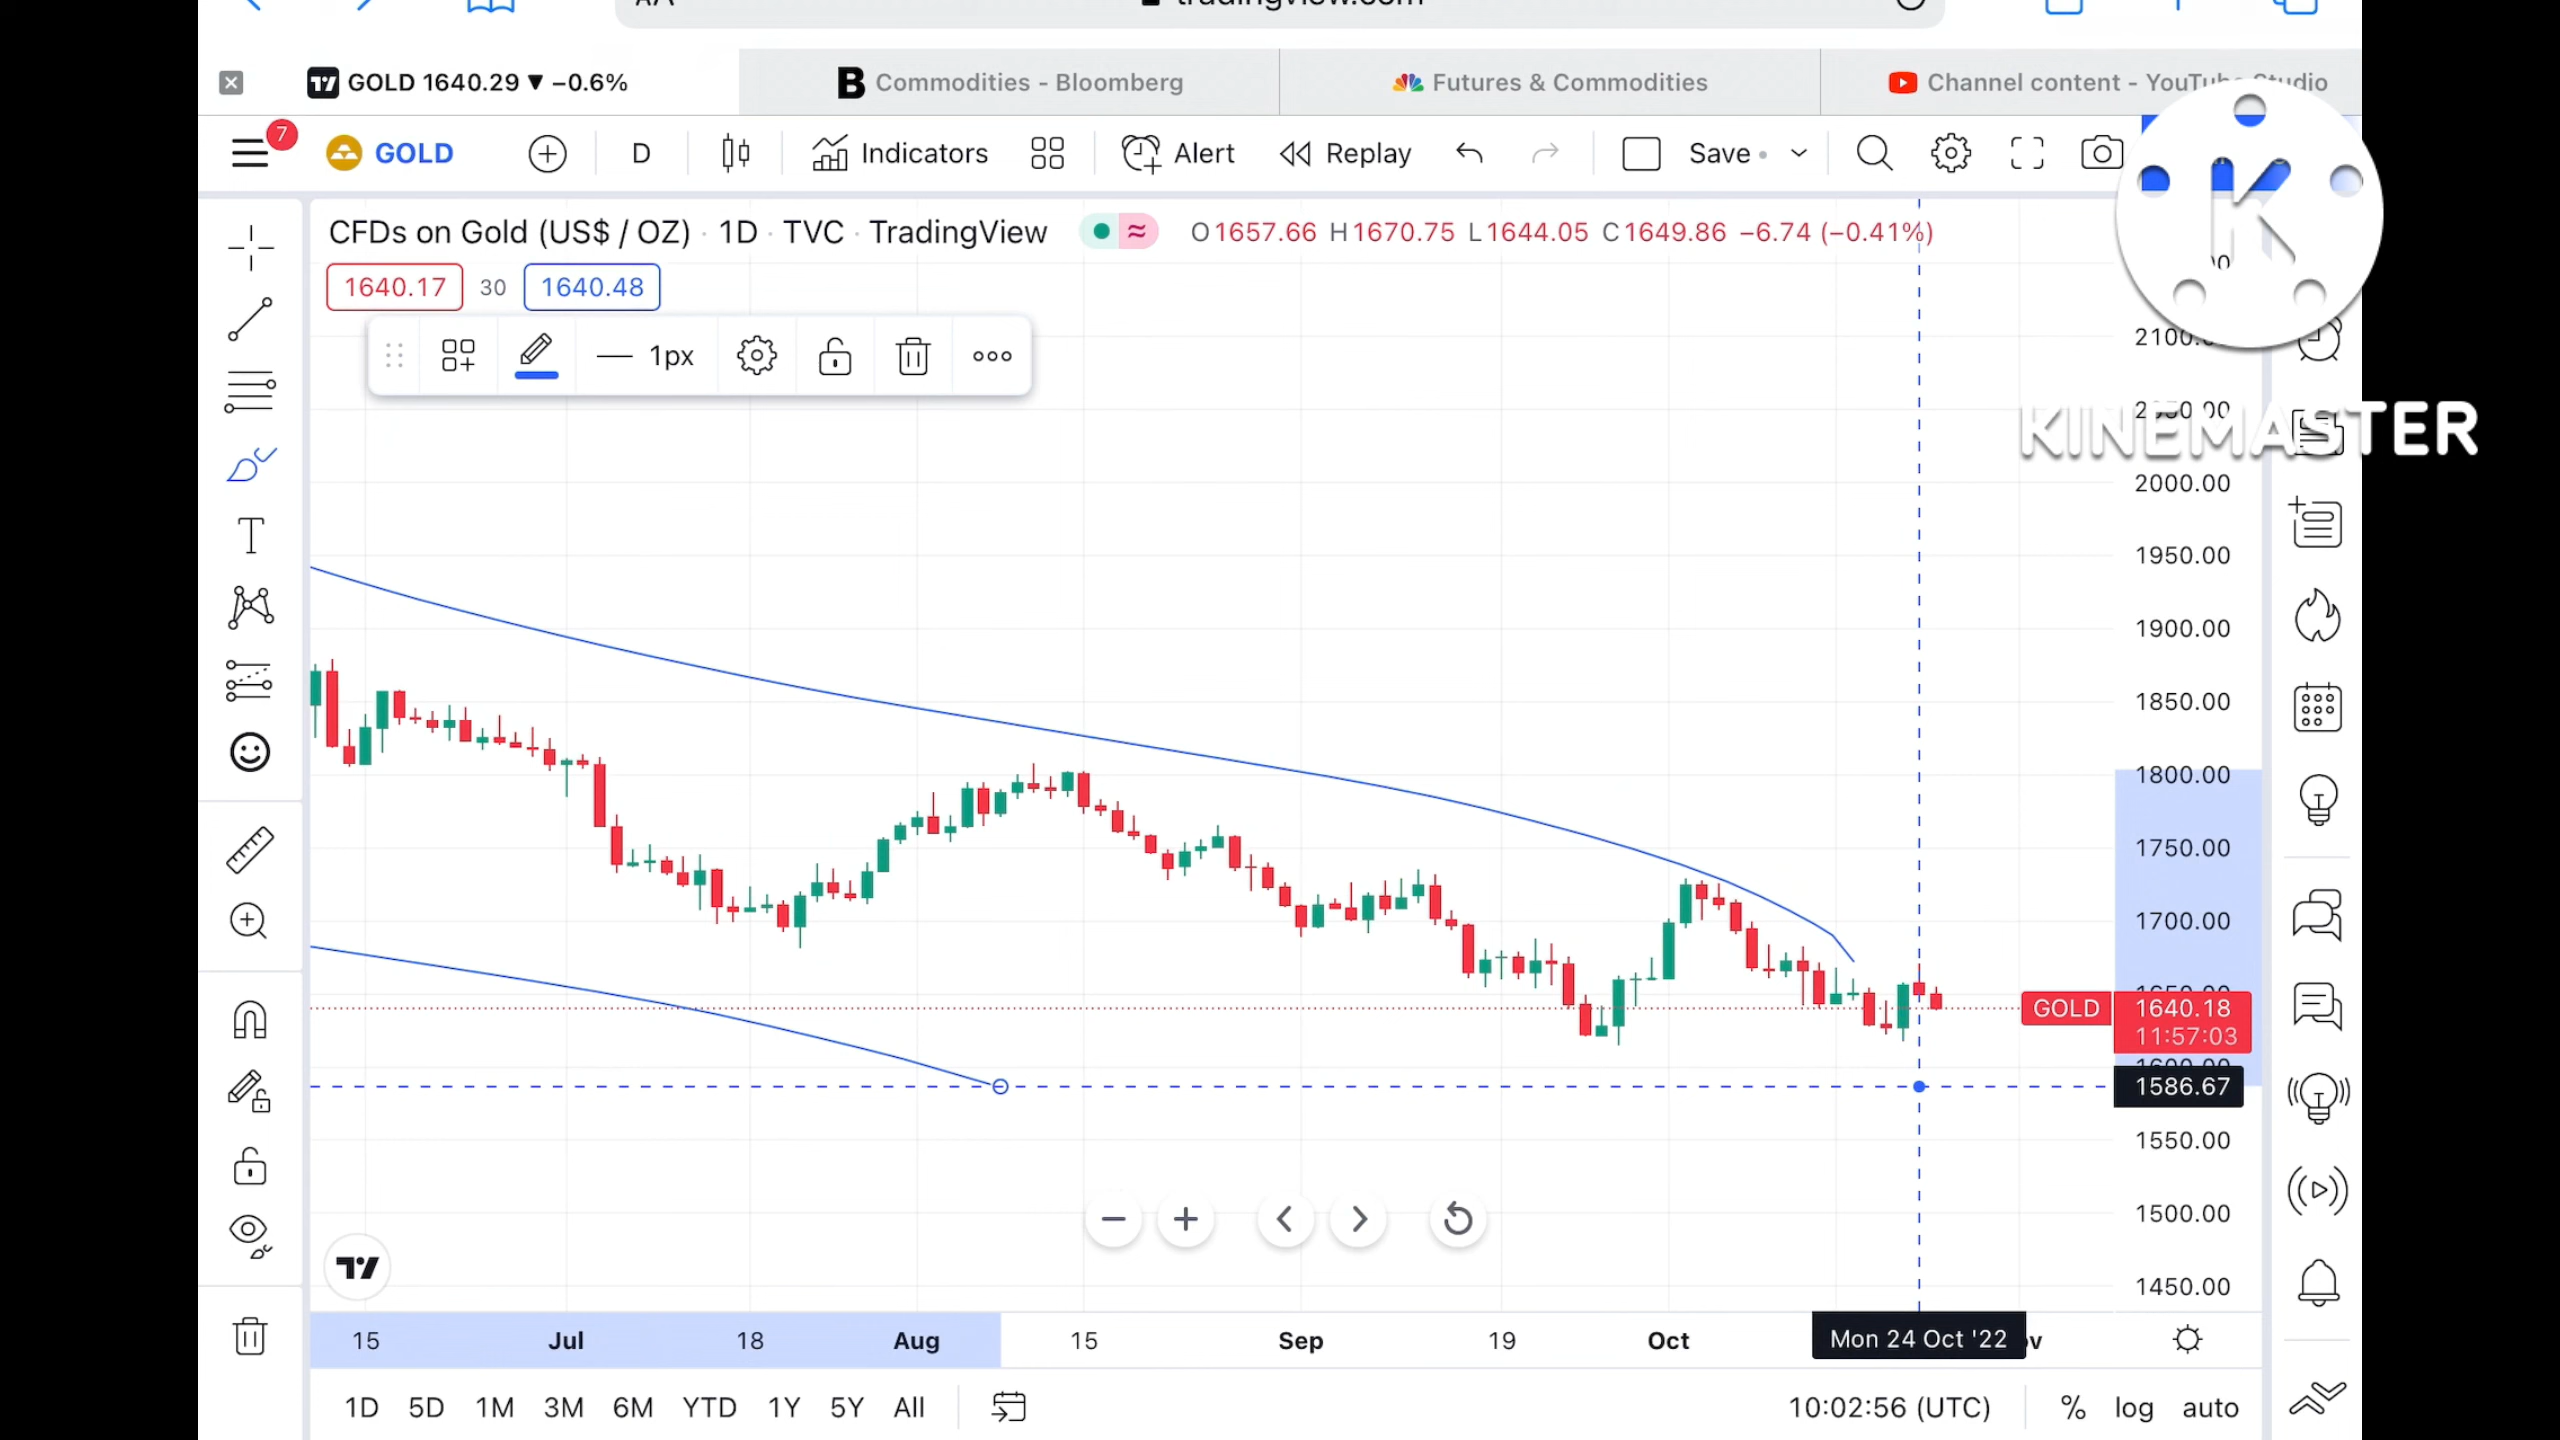 GOLD 1640.29 ▼ −0.6%
Commodities - Bloomberg
Futures & Commodities
Channel content - YouTube Studio
7
GOLD
D
Indicators
Alert
Replay
Save
CFDs on Gold (US$ / OZ) · 1D · TVC · TradingView
O1657.66 H1670.75 L1644.05 C1649.86 −6.74 (−0.41%)
1640.17 30 1640.48
1px
KINEMASTER
2000.00
1950.00
1900.00
1850.00
1800.00
1750.00
1700.00
GOLD 1640.18
11:57:03
1586.67
1550.00
1500.00
1450.00
15 Jul 18 Aug 15 Sep 19 Oct Mon 24 Oct '22
1D 5D 1M 3M 6M YTD 1Y 5Y All
10:02:56 (UTC) % log auto